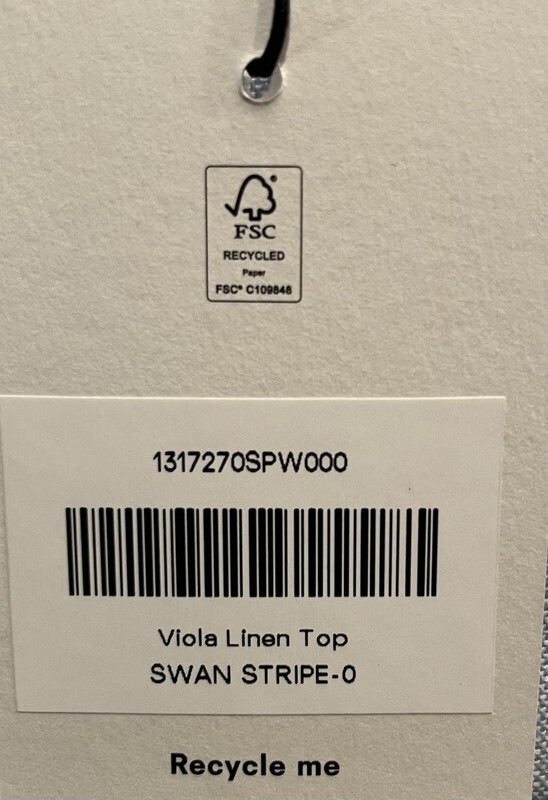 FSC
RECYCLED
Paper
FSC® C109848
1317270SPW000
Viola Linen Top
SWAN STRIPE-0
Recycle me